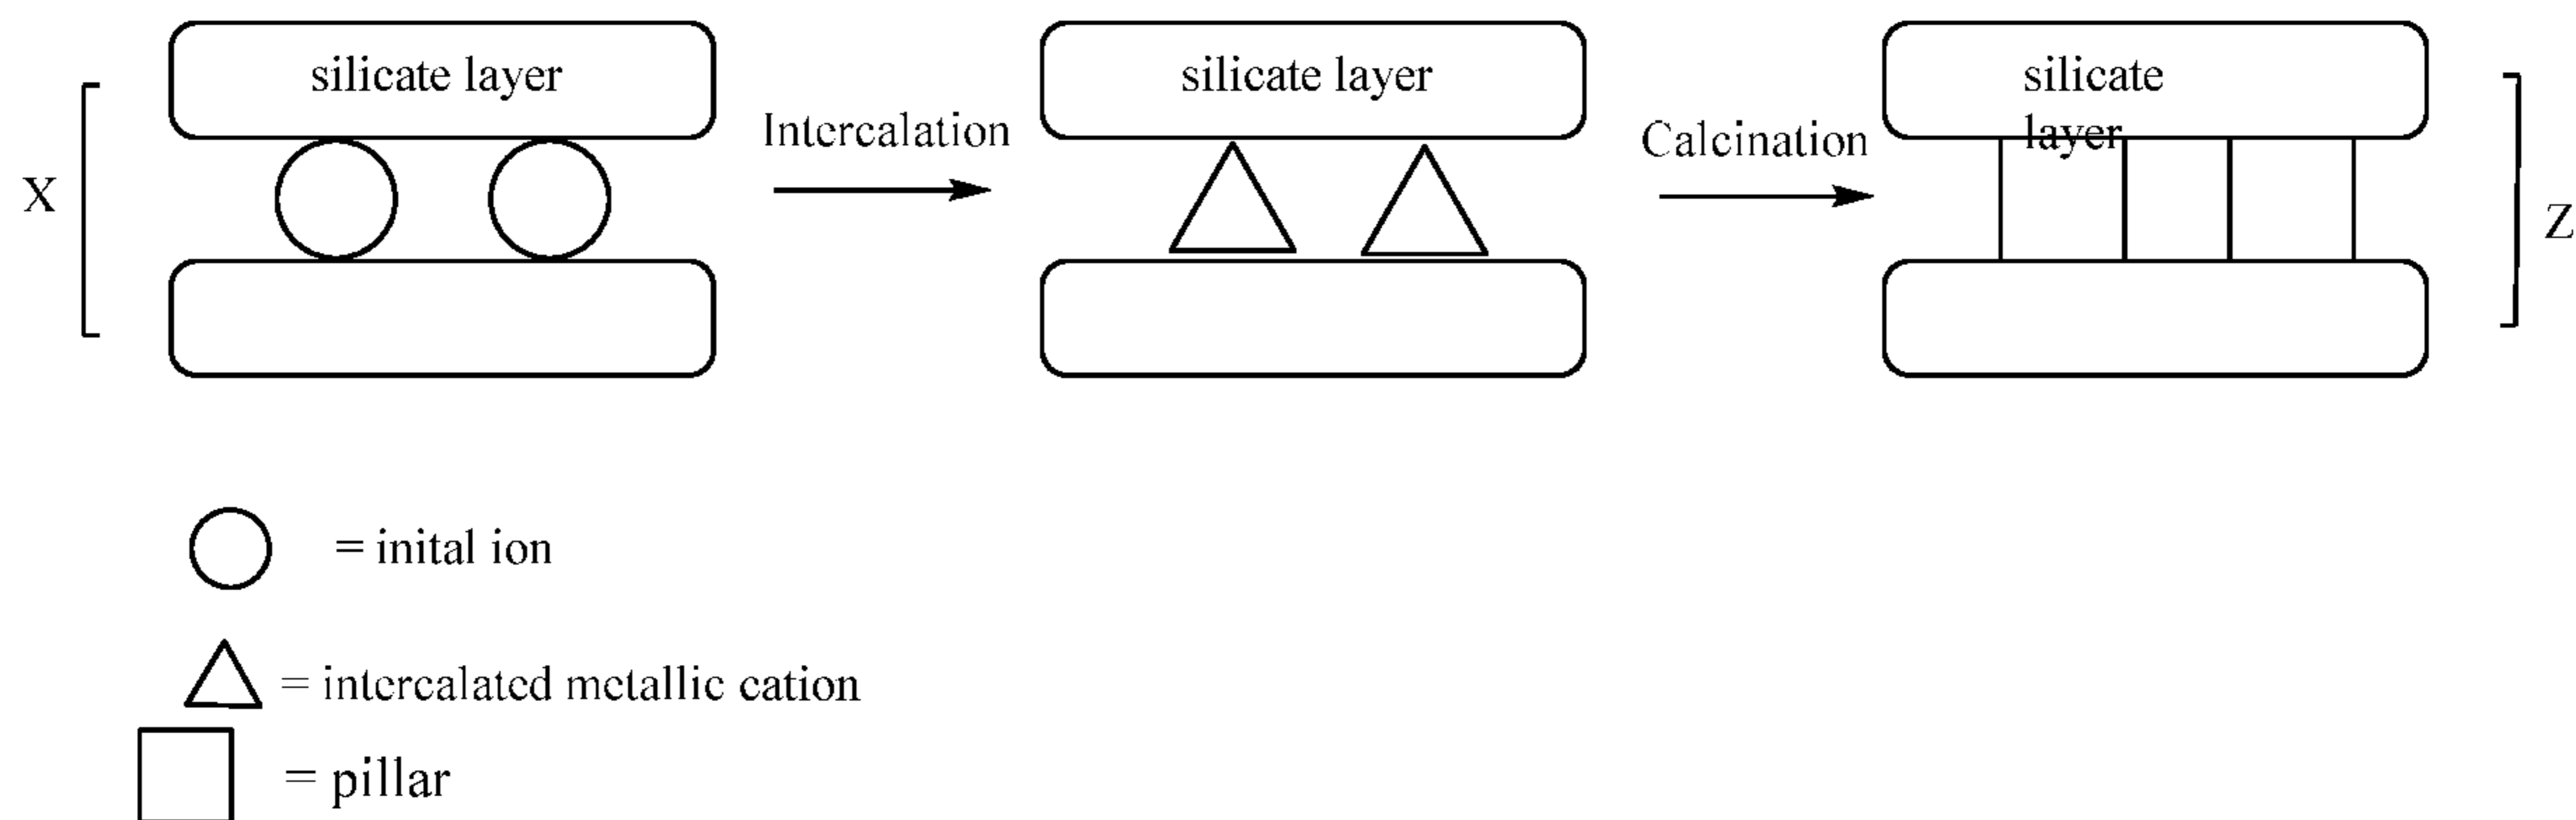 silicate layer
silicate layer
silicate
layer
Intercalation
Calcination
X
Z
= inital ion
= intercalated metallic cation
= pillar